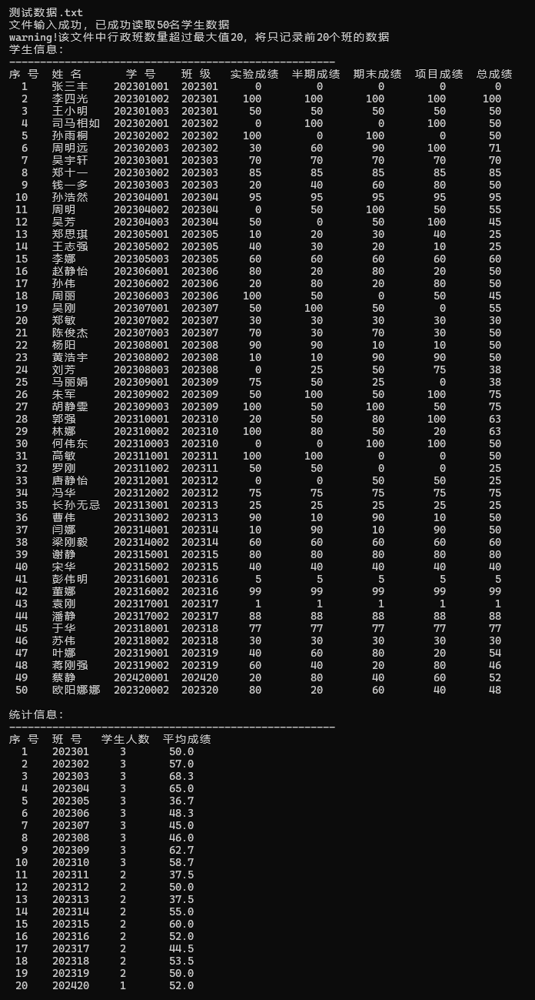 测试数据.txt
文件输入成功，已成功读取50名学生数据
warning!该文件中行政班数量超过最大值20，将只记录前20个班的数据
学生信息：
-----------------------------------------------------
序 号 姓 名 学 号 班 级 实验成绩 半期成绩 期末成绩 项目成绩 总成绩
1 张三丰 202301001 202301 0 0 0 0 0
2 李四光 202301002 202301 100 100 100 100 100
3 王小明 202301003 202301 50 50 50 50 50
4 司马相如 202302001 202302 0 100 0 100 50
5 孙雨桐 202302002 202302 100 0 100 0 50
6 周明远 202302003 202302 30 60 90 100 71
7 吴宇轩 202303001 202303 70 70 70 70 70
8 郑十一 202303002 202303 85 85 85 85 85
9 钱一多 202303003 202303 20 40 60 80 50
10 孙浩然 202304001 202304 95 95 95 95 95
11 周明 202304002 202304 0 50 100 50 55
12 吴芳 202304003 202304 50 0 50 100 45
13 郑思琪 202305001 202305 10 20 30 40 25
14 王志强 202305002 202305 40 30 20 10 25
15 李娜 202305003 202305 60 60 60 60 60
16 赵静怡 202306001 202306 80 20 80 20 50
17 孙伟 202306002 202306 20 80 20 80 50
18 周丽 202306003 202306 100 50 0 50 45
19 吴刚 202307001 202307 50 100 50 0 55
20 郑敏 202307002 202307 30 30 30 30 30
21 陈俊杰 202307003 202307 70 30 70 30 50
22 杨阳 202308001 202308 90 90 10 10 50
23 黄浩宇 202308002 202308 10 10 90 90 50
24 刘芳 202308003 202308 0 25 50 75 38
25 马丽娟 202309001 202309 75 50 25 0 38
26 朱军 202309002 202309 50 100 50 100 75
27 胡静雯 202309003 202309 100 50 100 50 75
28 郭强 202310001 202310 20 50 80 100 63
29 林娜 202310002 202310 100 80 50 20 63
30 何伟东 202310003 202310 0 0 100 100 50
31 高敏 202311001 202311 100 100 0 0 50
32 罗刚 202311002 202311 50 50 0 0 25
33 唐静怡 202312001 202312 0 0 50 50 25
34 冯华 202312002 202312 75 75 75 75 75
35 长孙无忌 202313001 202313 25 25 25 25 25
36 曹伟 202313002 202313 90 10 90 10 50
37 闫娜 202314001 202314 10 90 10 90 50
38 梁刚毅 202314002 202314 60 60 60 60 60
39 谢静 202315001 202315 80 80 80 80 80
40 宋华 202315002 202315 40 40 40 40 40
41 彭伟明 202316001 202316 5 5 5 5 5
42 董娜 202316002 202316 99 99 99 99 99
43 袁刚 202317001 202317 1 1 1 1 1
44 潘静 202317002 202317 88 88 88 88 88
45 于华 202318001 202318 77 77 77 77 77
46 苏伟 202318002 202318 30 30 30 30 30
47 叶娜 202319001 202319 40 60 80 20 54
48 蒋刚强 202319002 202319 60 40 20 80 46
49 蔡静 202420001 202420 20 80 40 60 52
50 欧阳娜娜 202320002 202320 80 20 60 40 48
统计信息：
-----------------------------------------------------
序 号 班 号 学生人数 平均成绩
1 202301 3 50.0
2 202302 3 57.0
3 202303 3 68.3
4 202304 3 65.0
5 202305 3 36.7
6 202306 3 48.3
7 202307 3 45.0
8 202308 3 46.0
9 202309 3 62.7
10 202310 3 58.7
11 202311 2 37.5
12 202312 2 50.0
13 202313 2 37.5
14 202314 2 55.0
15 202315 2 60.0
16 202316 2 52.0
17 202317 2 44.5
18 202318 2 53.5
19 202319 2 50.0
20 202420 1 52.0